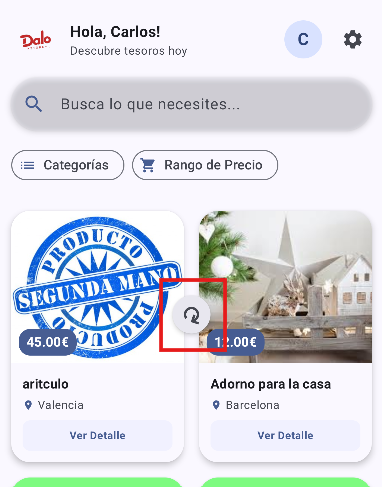 Dalo
Hola, Carlos!
Descubre tesoros hoy
C
Busca lo que necesites...
Categorías
Rango de Precio
PRODUCTO
SEGUNDA MANO
PRODUCTO
45.00€
12.00€
aritculo
Adorno para la casa
Valencia
Barcelona
Ver Detalle
Ver Detalle